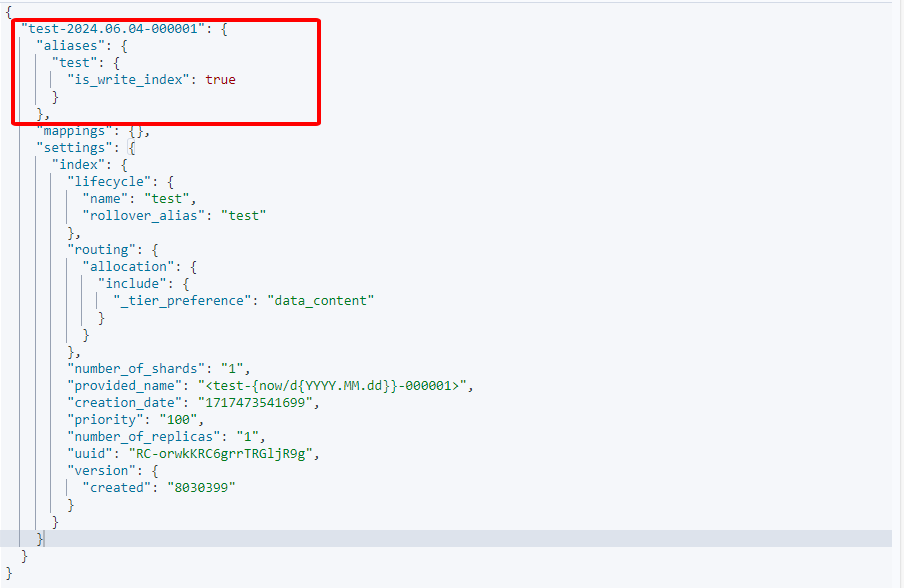 {
  "test-2024.06.04-000001": {
    "aliases": {
      "test": {
        "is_write_index": true
      }
    },
    "mappings": {},
    "settings": {
      "index": {
        "lifecycle": {
          "name": "test",
          "rollover_alias": "test"
        },
        "routing": {
          "allocation": {
            "include": {
              "_tier_preference": "data_content"
            }
          }
        },
        "number_of_shards": "1",
        "provided_name": "<test-{now/d{YYYY.MM.dd}}-000001>",
        "creation_date": "1717473541699",
        "priority": "100",
        "number_of_replicas": "1",
        "uuid": "RC-orwkKRC6grrTRGljR9g",
        "version": {
          "created": "8030399"
        }
      }
    }
  }
}